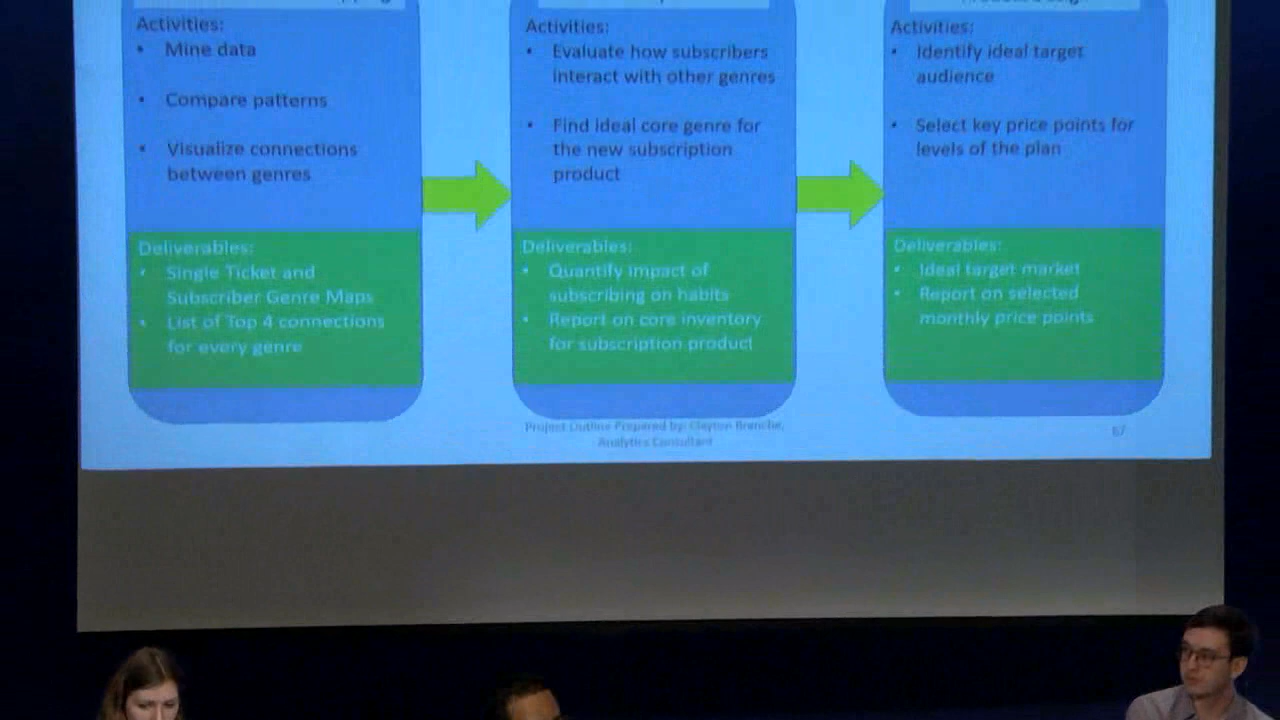 Activities:
• Mine data
• Compare patterns
• Visualize connections
between genres
Deliverables:
• Single Ticket and
Subscriber Genre Maps
• List of Top 4 connections
for every genre
Activities:
• Evaluate how subscribers
interact with other genres
• Find ideal core genre for
the new subscription
product
Deliverables:
• Quantify impact of
subscribing on habits
• Report on core inventory
for subscription product
Activities:
• Identify ideal target
audience
• Select key price points for
levels of the plan
Deliverables:
• Ideal target market
• Report on selected
monthly price points
Project Outline Prepared by: Clayton
Analytics Consultant
67